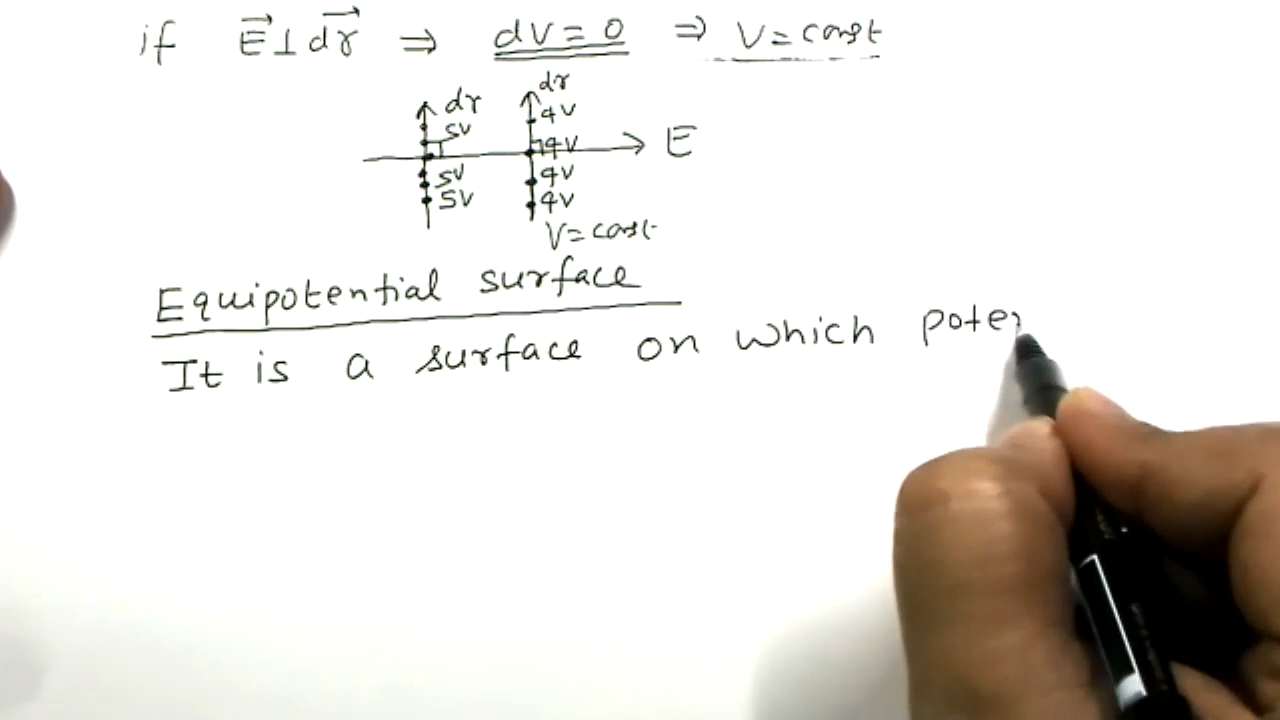 if E⃗ ⊥ d⃗r ⇒ dV = 0 ⇒ V = const
dr dr
5V 4V
4V E
5V 4V
5V 4V
V = const
Equipotential surface
It is a surface on which poten